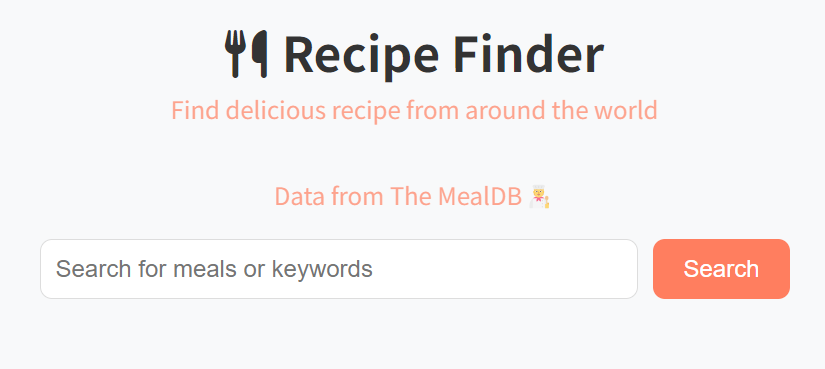 Recipe Finder
Find delicious recipe from around the world
Data from The MealDB 🧑‍🍳
Search for meals or keywords
Search